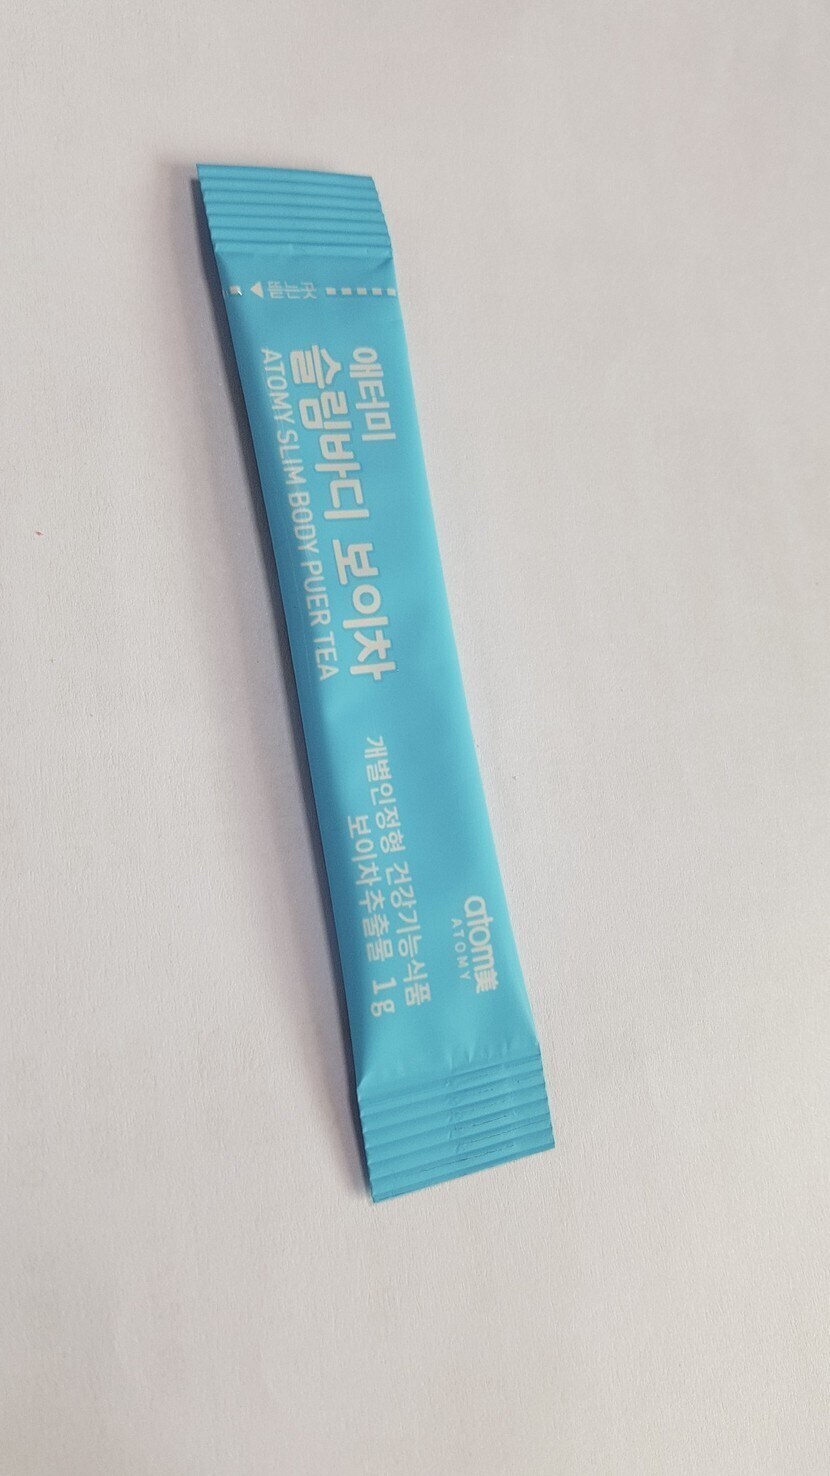 자르는곳
애터미
슬림바디 보이차
ATOMY SLIM BODY PUER TEA
개별인정형 건강기능식품
보이차추출물 1g
atom美
ATOMY